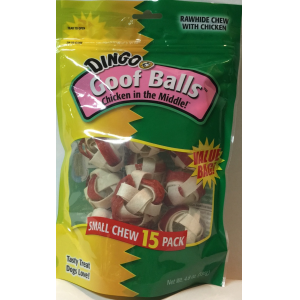 RAWHIDE CHEW
WITH CHICKEN
DINGO
Goof Balls™
Chicken in the Middle!
VALUE
BAG!
SMALL CHEW 15 PACK
Tasty Treat
Dogs Love!